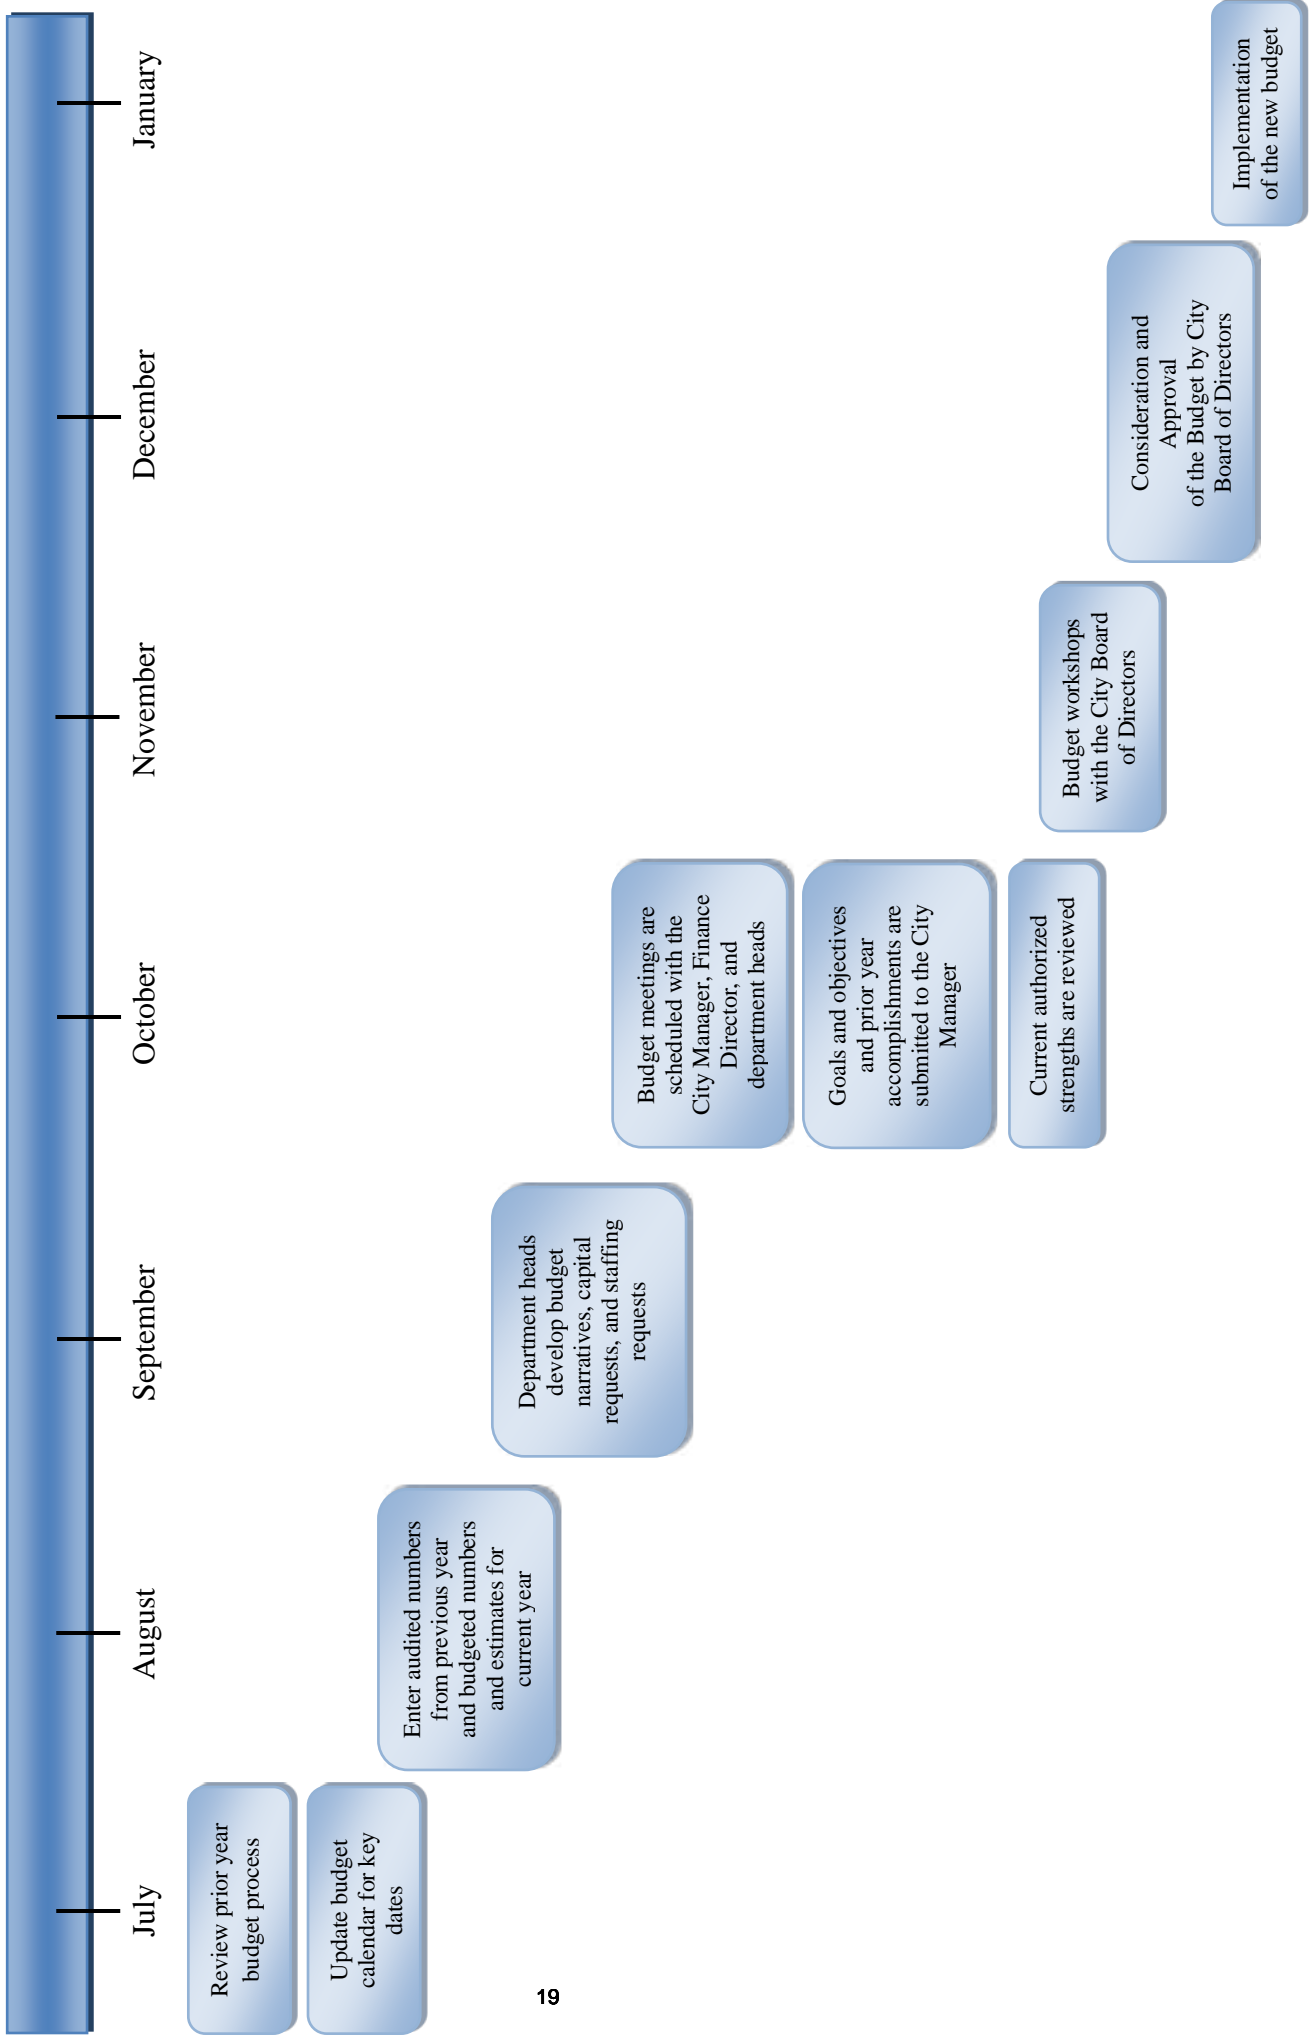 July
August
September
October
November
December
January
Review prior year
budget process
Update budget
calendar for key
dates
Enter audited numbers
from previous year
and budgeted numbers
and estimates for
current year
Department heads
develop budget
narratives, capital
requests, and staffing
requests
Budget meetings are
scheduled with the
City Manager, Finance
Director, and
department heads
Goals and objectives
and prior year
accomplishments are
submitted to the City
Manager
Current authorized
strengths are reviewed
Budget workshops
with the City Board
of Directors
Consideration and
Approval
of the Budget by City
Board of Directors
Implementation
of the new budget
19